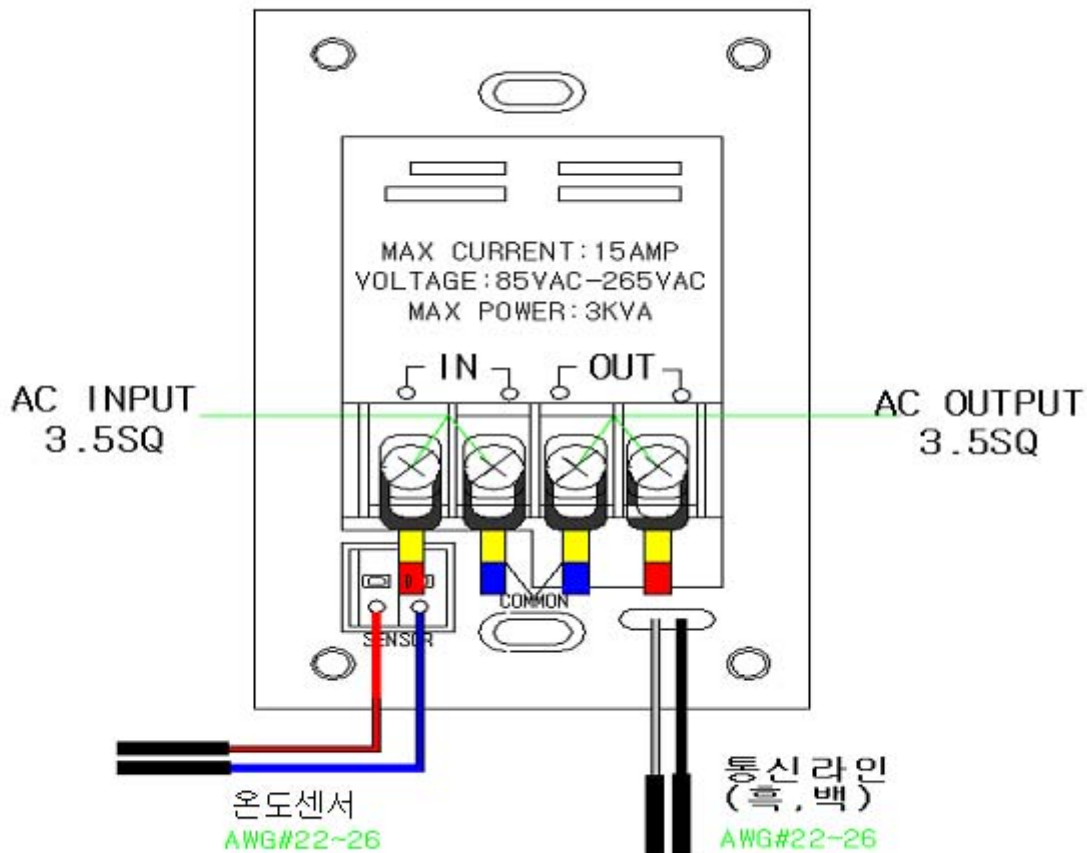 MAX CURRENT:15AMP
VOLTAGE:85VAC-265VAC
MAX POWER:3KVA
IN
OUT
AC INPUT
3.5SQ
AC OUTPUT
3.5SQ
COMMON
SENSOR
온도센서
AWG#22~26
통신라인
(흑,백)
AWG#22-26